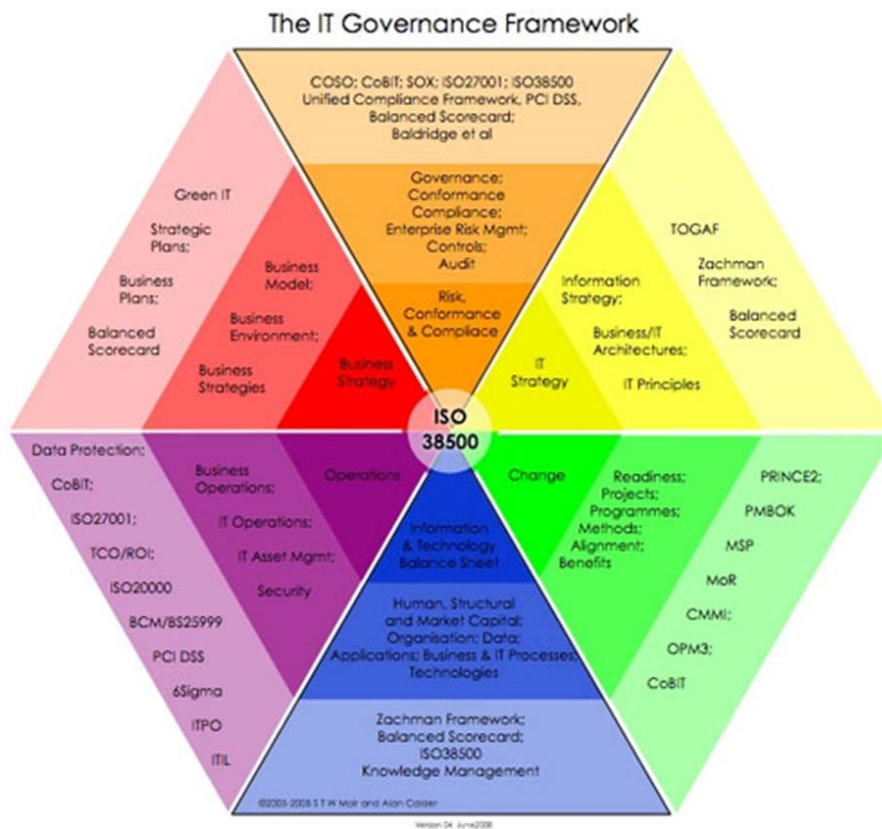 The IT Governance Framework
COSO; CoBIT; SOX; ISO27001; ISO38500
Unified Compliance Framework, PCI DSS,
Balanced Scorecard;
Baldridge et al
Governance;
Conformance
Compliance;
Enterprise Risk Mgmt;
Controls;
Audit
Risk,
Conformance
& Compliace
Green IT
Strategic
Plans;
Business
Plans;
Balanced
Scorecard
Business
Model;
Business
Environment;
Business
Strategies
Business
Strategy
IT
Strategy
Information
Strategy;
Business/IT
Architectures;
IT Principles
TOGAF
Zachman
Framework;
Balanced
Scorecard
ISO
38500
Data Protection;
CoBIT;
ISO27001;
TCO/ROI;
ISO20000
BCM/BS25999
PCI DSS
6Sigma
ITPO
ITIL
Business
Operations;
IT Operations;
IT Asset Mgmt;
Security
Operations
Information
& Technology
Balance Sheet
Human, Structural
and Market Capital;
Organisation; Data;
Applications; Business & IT Processes;
Technologies
Zachman Framework;
Balanced Scorecard;
ISO38500
Knowledge Management
Change
Readiness;
Projects;
Programmes;
Methods;
Alignment;
Benefits
PRINCE2;
PMBOK
MSP
MoR
CMMI;
OPM3;
CoBIT
©2005-2008 S T W Moir and Alan Calder
Version 04 June2008